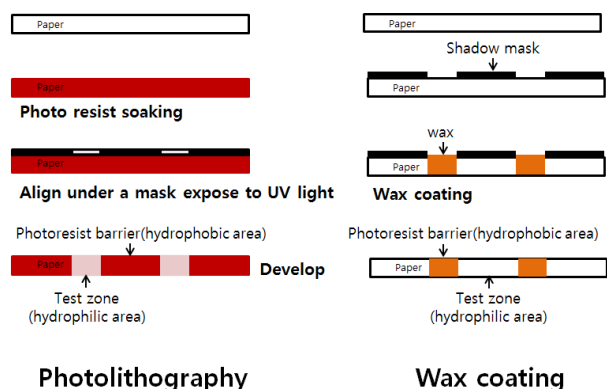 Paper
Paper
Photo resist soaking
Paper
Align under a mask expose to UV light
Photoresist barrier(hydrophobic area)
Paper
Develop
Test zone
(hydrophilic area)
Photolithography
Paper
Shadow mask
Paper
wax
Paper
Wax coating
Photoresist barrier(hydrophobic area)
Paper
Test zone
(hydrophilic area)
Wax coating